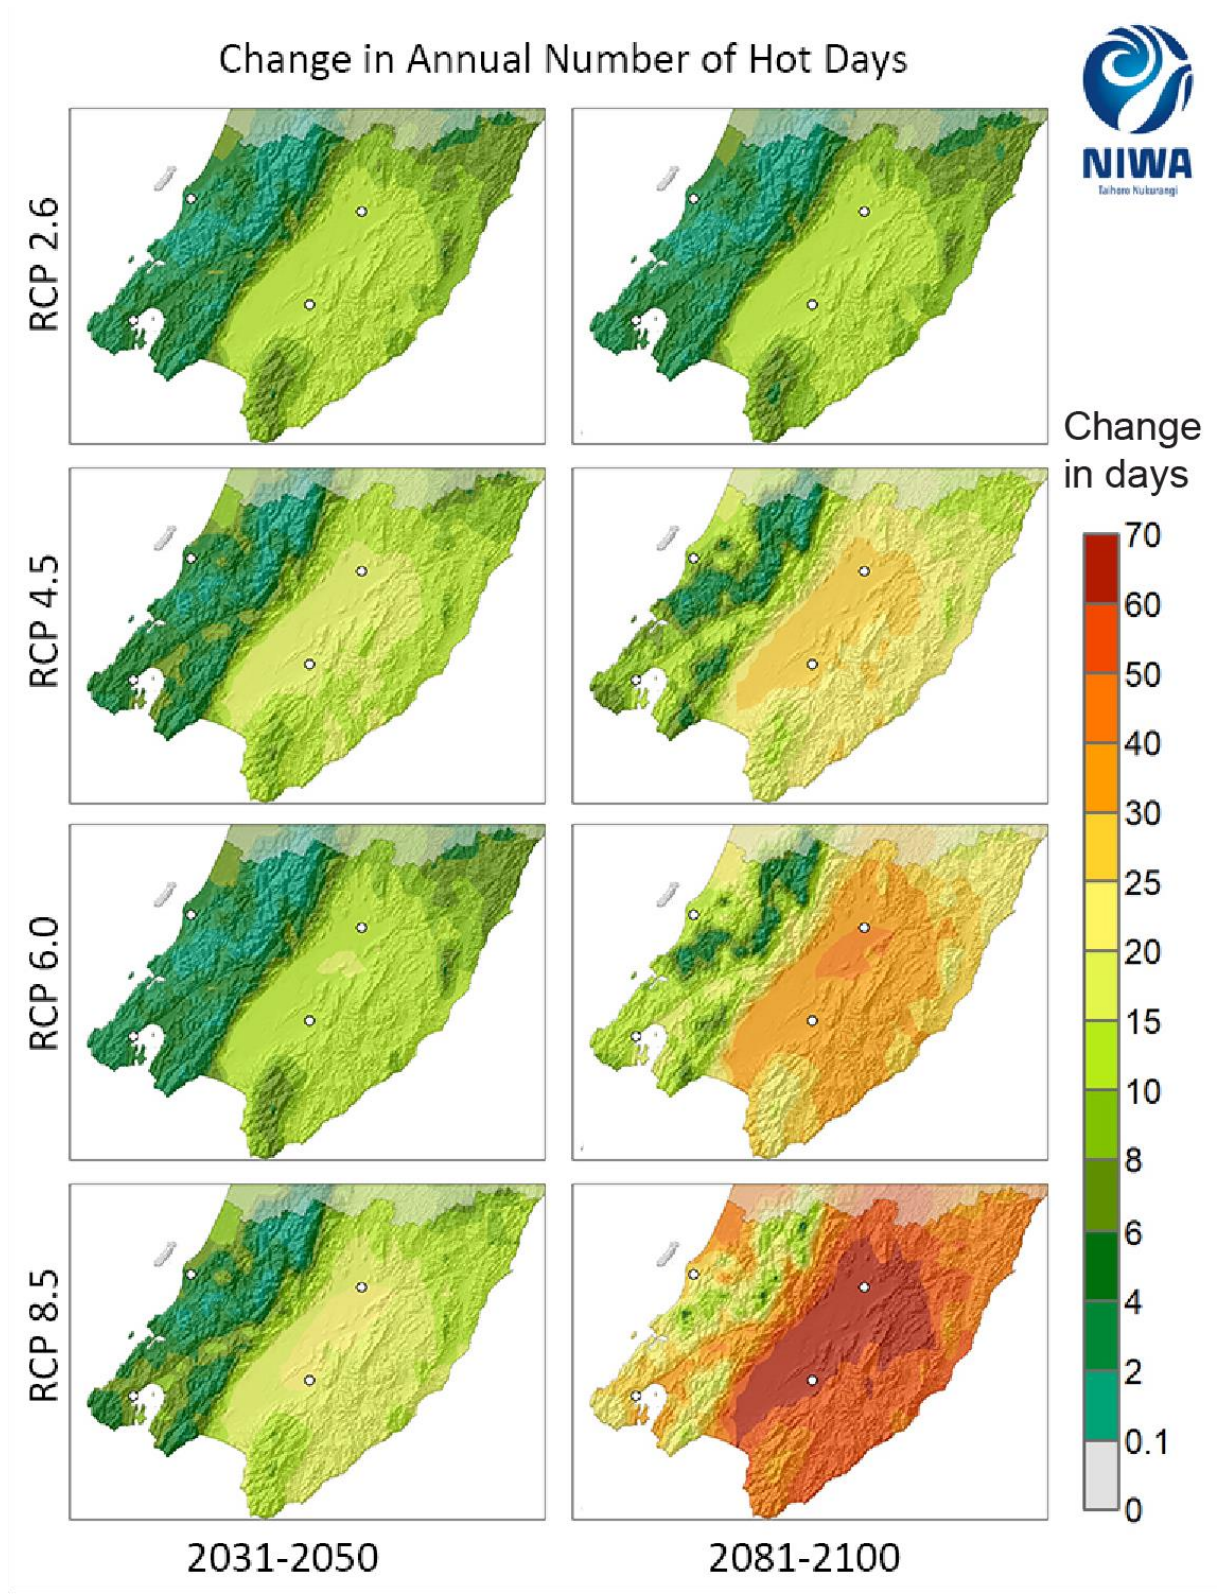 Change in Annual Number of Hot Days
NIWA
Taihoro Nukurangi
RCP 2.6
RCP 4.5
RCP 6.0
RCP 8.5
Change
in days
70
60
50
40
30
25
20
15
10
8
6
4
2
0.1
0
2031-2050
2081-2100